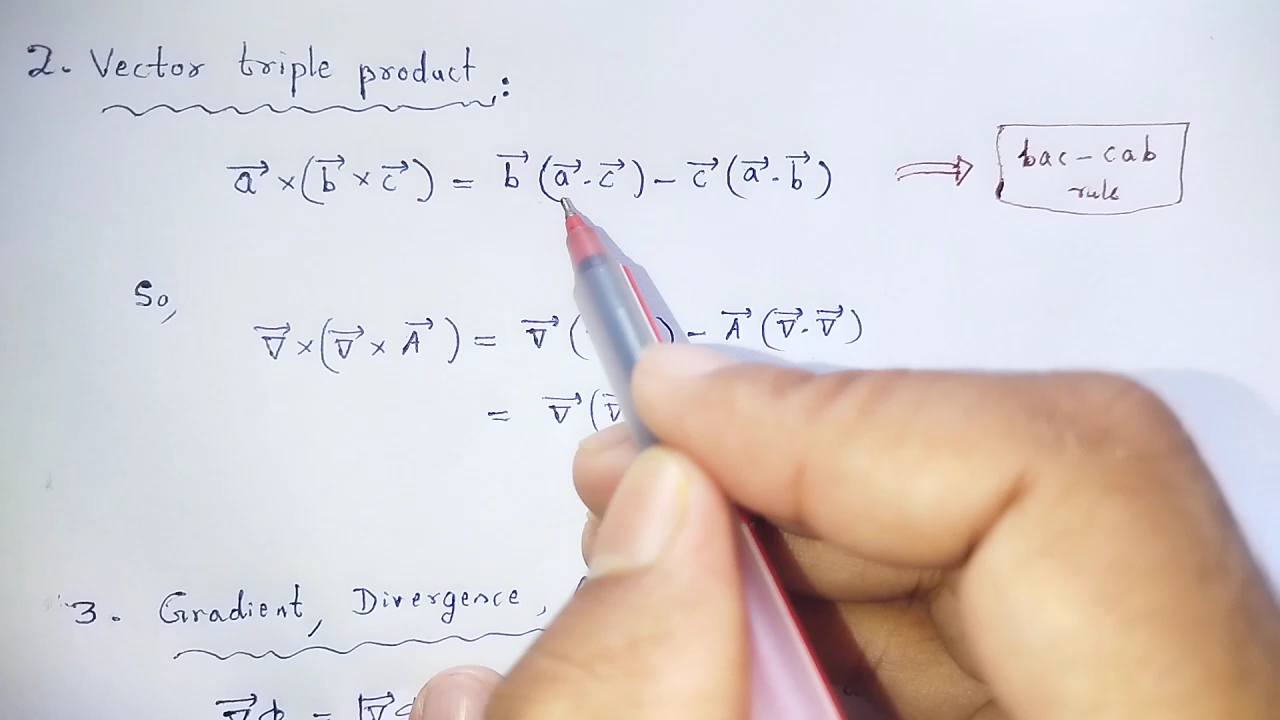 2. Vector triple product :
a⃗ × (b⃗ × c⃗) = b⃗ (a⃗ . c⃗) − c⃗ (a⃗ . b⃗) ⟹ bac – cab
rule
So,
∇⃗ × (∇⃗ × A⃗) = ∇⃗ ( ) − A⃗ (∇⃗ . ∇⃗)
= ∇⃗ (∇⃗
3. Gradient, Divergence,
∇⃗ϕ =